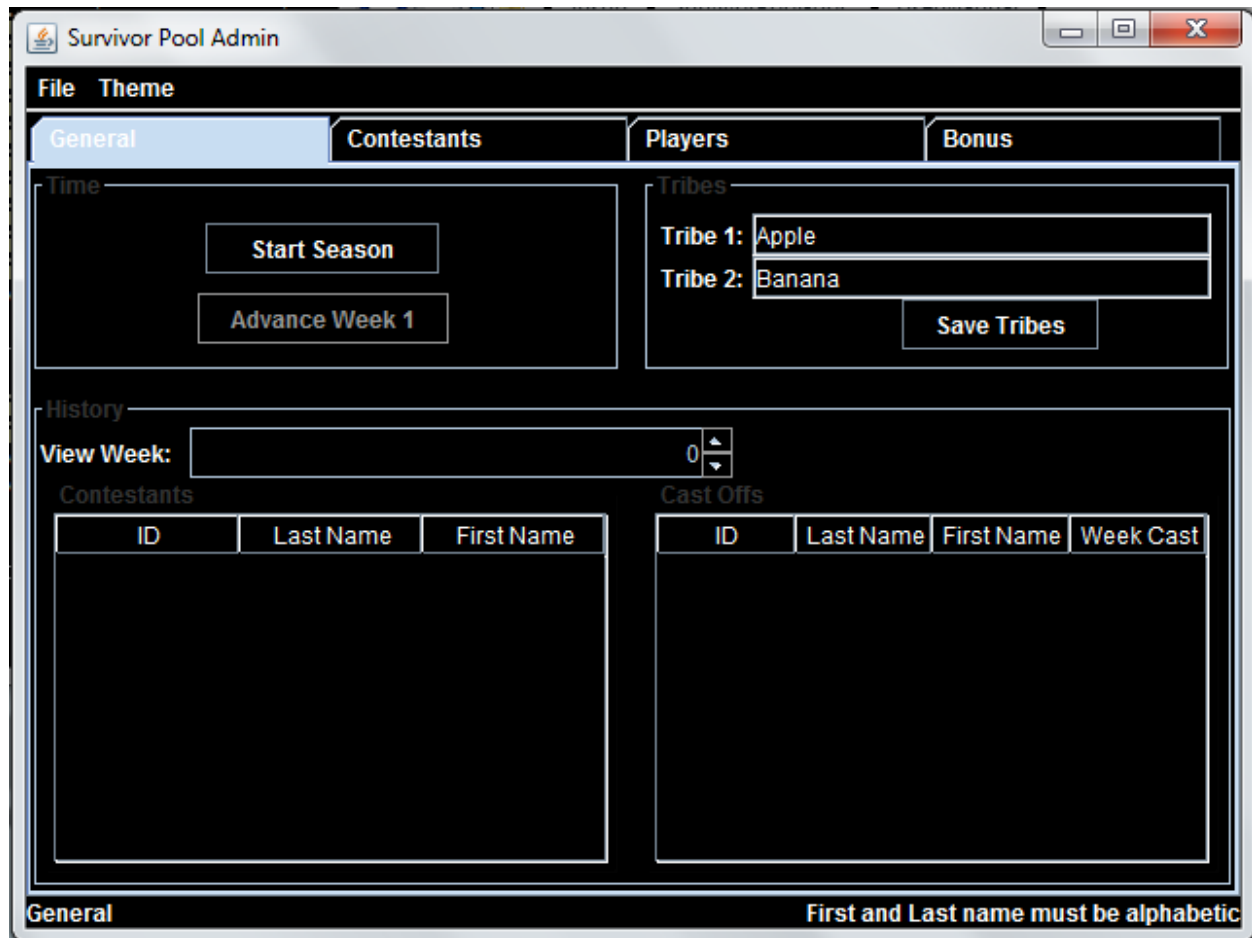 Survivor Pool Admin
File Theme
General Contestants Players Bonus
Time
Start Season
Advance Week 1
Tribes
Tribe 1: Apple
Tribe 2: Banana
Save Tribes
History
View Week: 0
Contestants
ID Last Name First Name
Cast Offs
ID Last Name First Name Week Cast
General First and Last name must be alphabetic